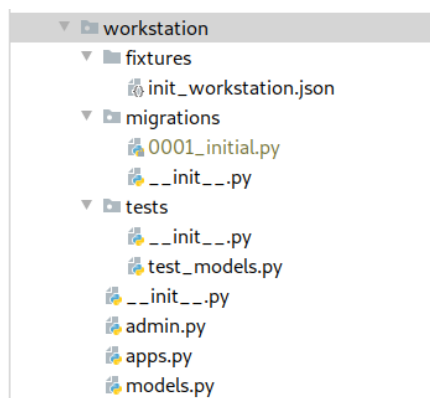 workstation
fixtures
init_workstation.json
migrations
0001_initial.py
__init__.py
tests
__init__.py
test_models.py
__init__.py
admin.py
apps.py
models.py